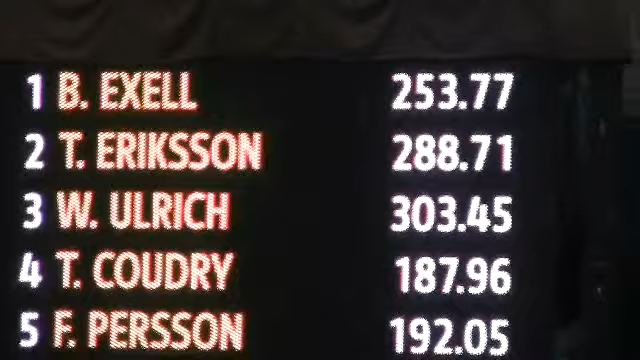 1 B. EXELL 253.77
2 T. ERIKSSON 288.71
3 W. ULRICH 303.45
4 T. COUDRY 187.96
5 F. PERSSON 192.05